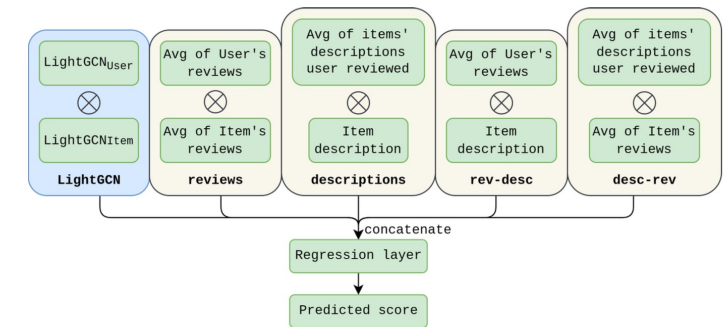 LightGCNUser
LightGCNItem
LightGCN
Avg of User's
reviews
Avg of Item's
reviews
reviews
Avg of items'
descriptions
user reviewed
Item
description
descriptions
Avg of User's
reviews
Item
description
rev-desc
Avg of items'
descriptions
user reviewed
Avg of Item's
reviews
desc-rev
concatenate
Regression layer
Predicted score